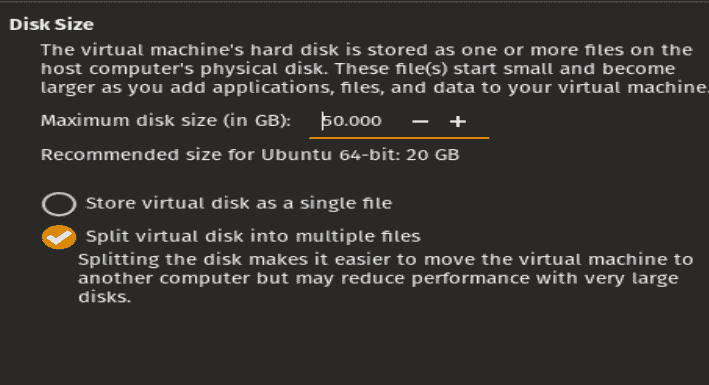 Disk Size
The virtual machine's hard disk is stored as one or more files on the
host computer's physical disk. These file(s) start small and become
larger as you add applications, files, and data to your virtual machine.
Maximum disk size (in GB): 50.000 − +
Recommended size for Ubuntu 64-bit: 20 GB
Store virtual disk as a single file
Split virtual disk into multiple files
Splitting the disk makes it easier to move the virtual machine to
another computer but may reduce performance with very large
disks.